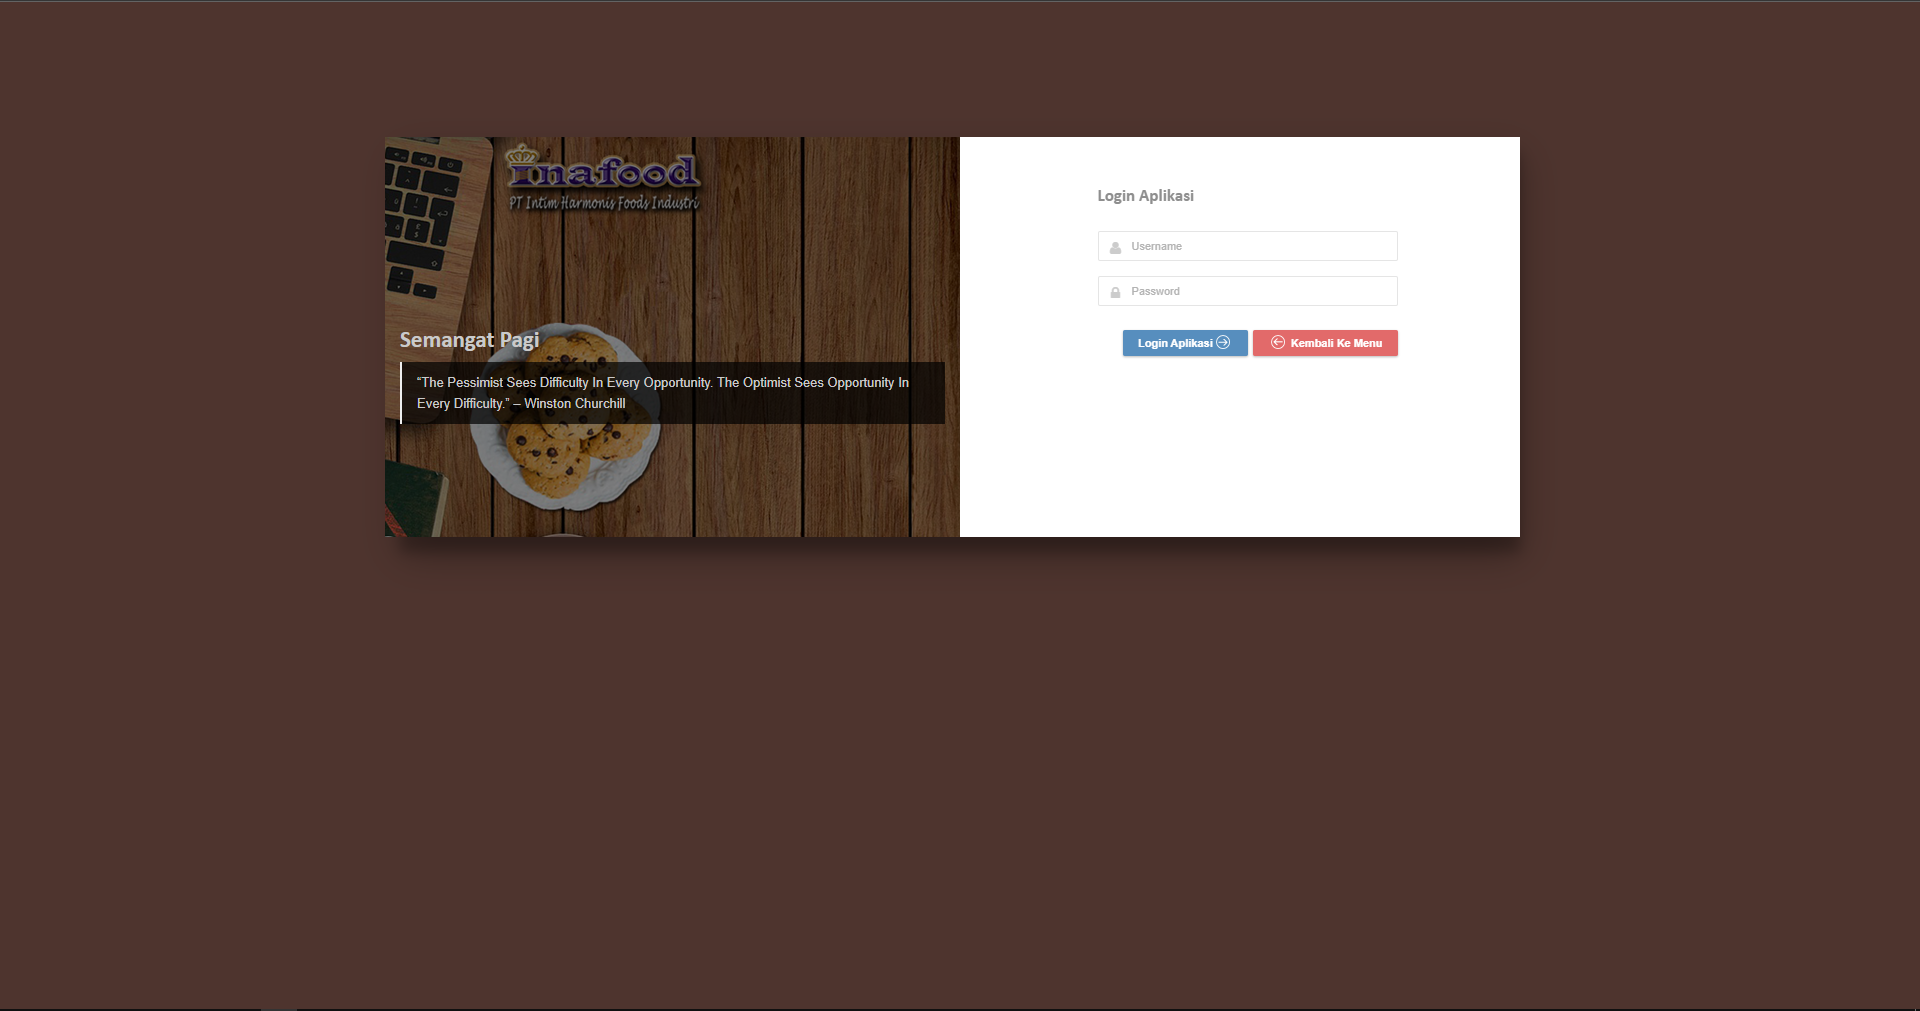 Inafood
PT Intim Harmonis Foods Industri
Semangat Pagi
“The Pessimist Sees Difficulty In Every Opportunity. The Optimist Sees Opportunity In
Every Difficulty.” – Winston Churchill
Login Aplikasi
Username
Password
Login Aplikasi
Kembali Ke Menu